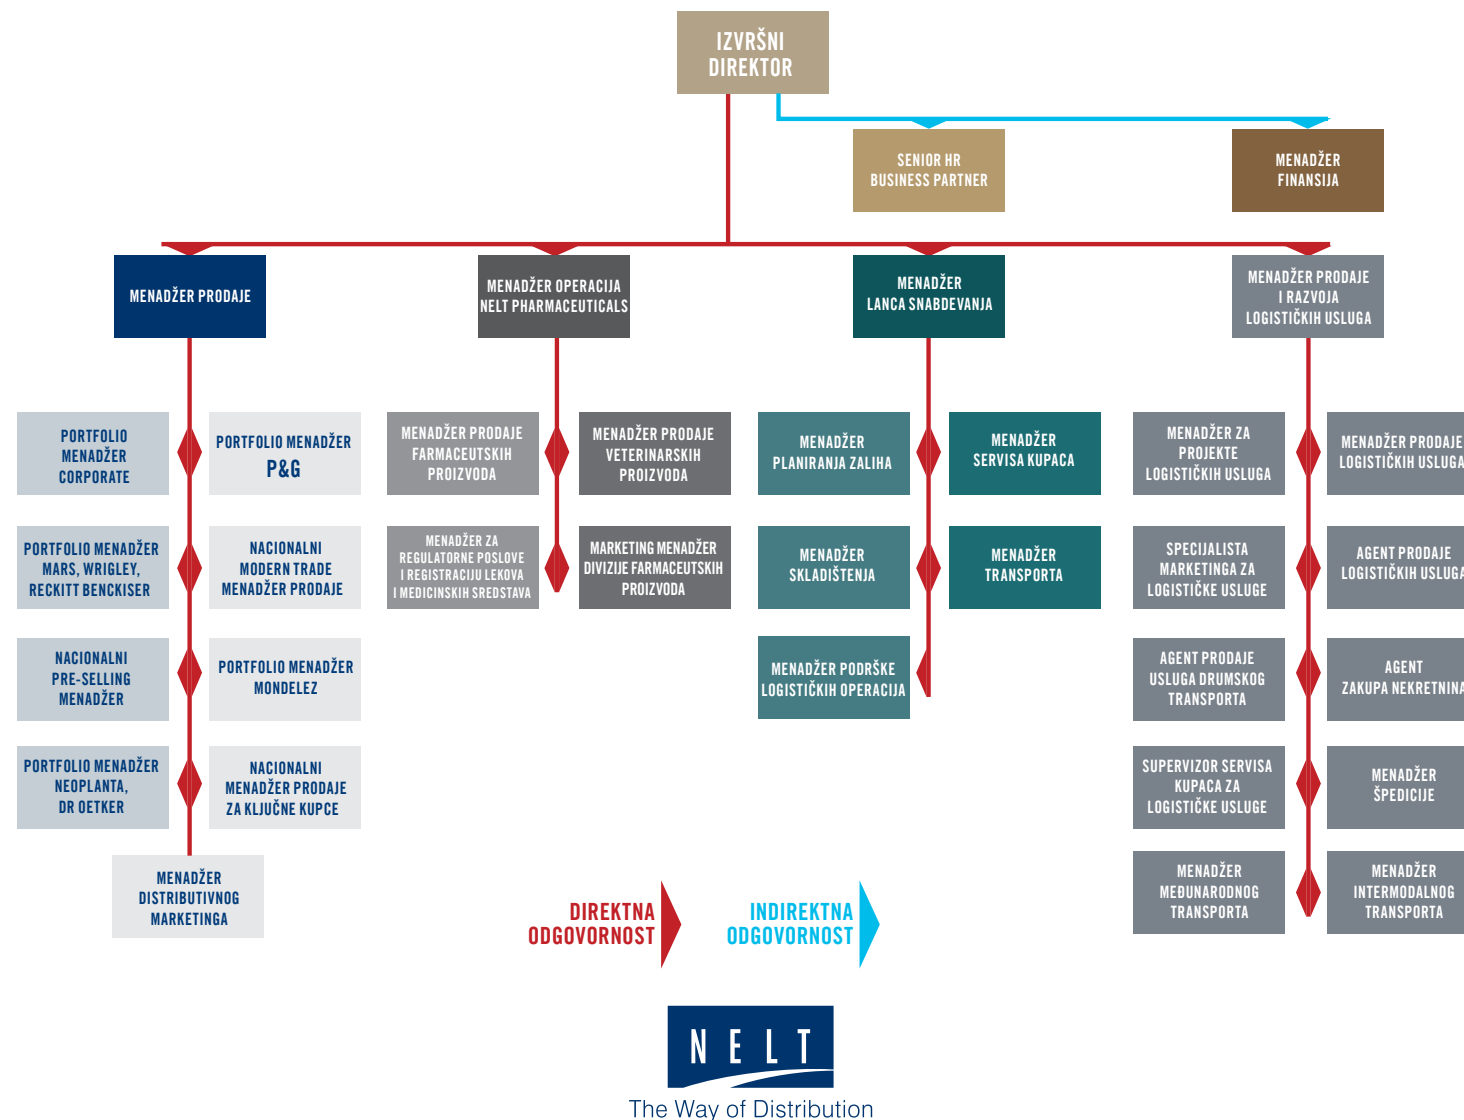 IZVRŠNI
DIREKTOR
SENIOR HR
BUSINESS PARTNER
MENADŽER
FINANSIJA
MENADŽER PRODAJE
MENADŽER OPERACIJA
NELT PHARMACEUTICALS
MENADŽER
LANCA SNABDEVANJA
MENADŽER PRODAJE
I RAZVOJA
LOGISTIČKIH USLUGA
PORTFOLIO
MENADŽER
CORPORATE
PORTFOLIO MENADŽER
P&G
PORTFOLIO MENADŽER
MARS, WRIGLEY,
RECKITT BENCKISER
NACIONALNI
MODERN TRADE
MENADŽER PRODAJE
NACIONALNI
PRE-SELLING
MENADŽER
PORTFOLIO MENADŽER
MONDELEZ
PORTFOLIO MENADŽER
NEOPLANTA,
DR OETKER
NACIONALNI
MENADŽER PRODAJE
ZA KLJUČNE KUPCE
MENADŽER
DISTRIBUTIVNOG
MARKETINGA
MENADŽER PRODAJE
FARMACEUTSKIH
PROIZVODA
MENADŽER PRODAJE
VETERINARSKIH
PROIZVODA
MENADŽER ZA
REGULATORNE POSLOVE
I REGISTRACIJU LEKOVA
I MEDICINSKIH SREDSTAVA
MARKETING MENADŽER
DIVIZIJE FARMACEUTSKIH
PROIZVODA
MENADŽER
PLANIRANJA ZALIHA
MENADŽER
SERVISA KUPACA
MENADŽER
SKLADIŠTENJA
MENADŽER
TRANSPORTA
MENADŽER PODRŠKE
LOGISTIČKIH OPERACIJA
MENADŽER ZA
PROJEKTE
LOGISTIČKIH USLUGA
MENADŽER PRODAJE
LOGISTIČKIH USLUGA
SPECIJALISTA
MARKETINGA ZA
LOGISTIČKE USLUGE
AGENT PRODAJE
LOGISTIČKIH USLUGA
AGENT PRODAJE
USLUGA DRUMSKOG
TRANSPORTA
AGENT
ZAKUPA NEKRETNINA
SUPERVIZOR SERVISA
KUPACA ZA
LOGISTIČKE USLUGE
MENADŽER
ŠPEDICIJE
MENADŽER
MEĐUNARODNOG
TRANSPORTA
MENADŽER
INTERMODALNOG
TRANSPORTA
DIREKTNA
ODGOVORNOST
INDIREKTNA
ODGOVORNOST
NELT
The Way of Distribution